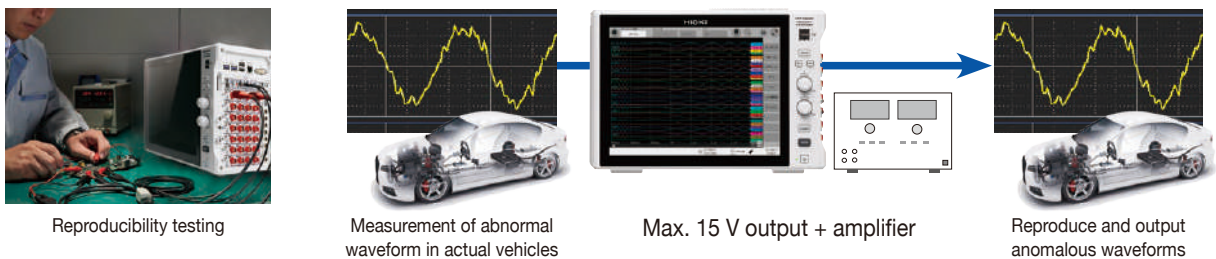 HIOKI
Reproducibility testing
Measurement of abnormal
waveform in actual vehicles
Max. 15 V output + amplifier
Reproduce and output
anomalous waveforms